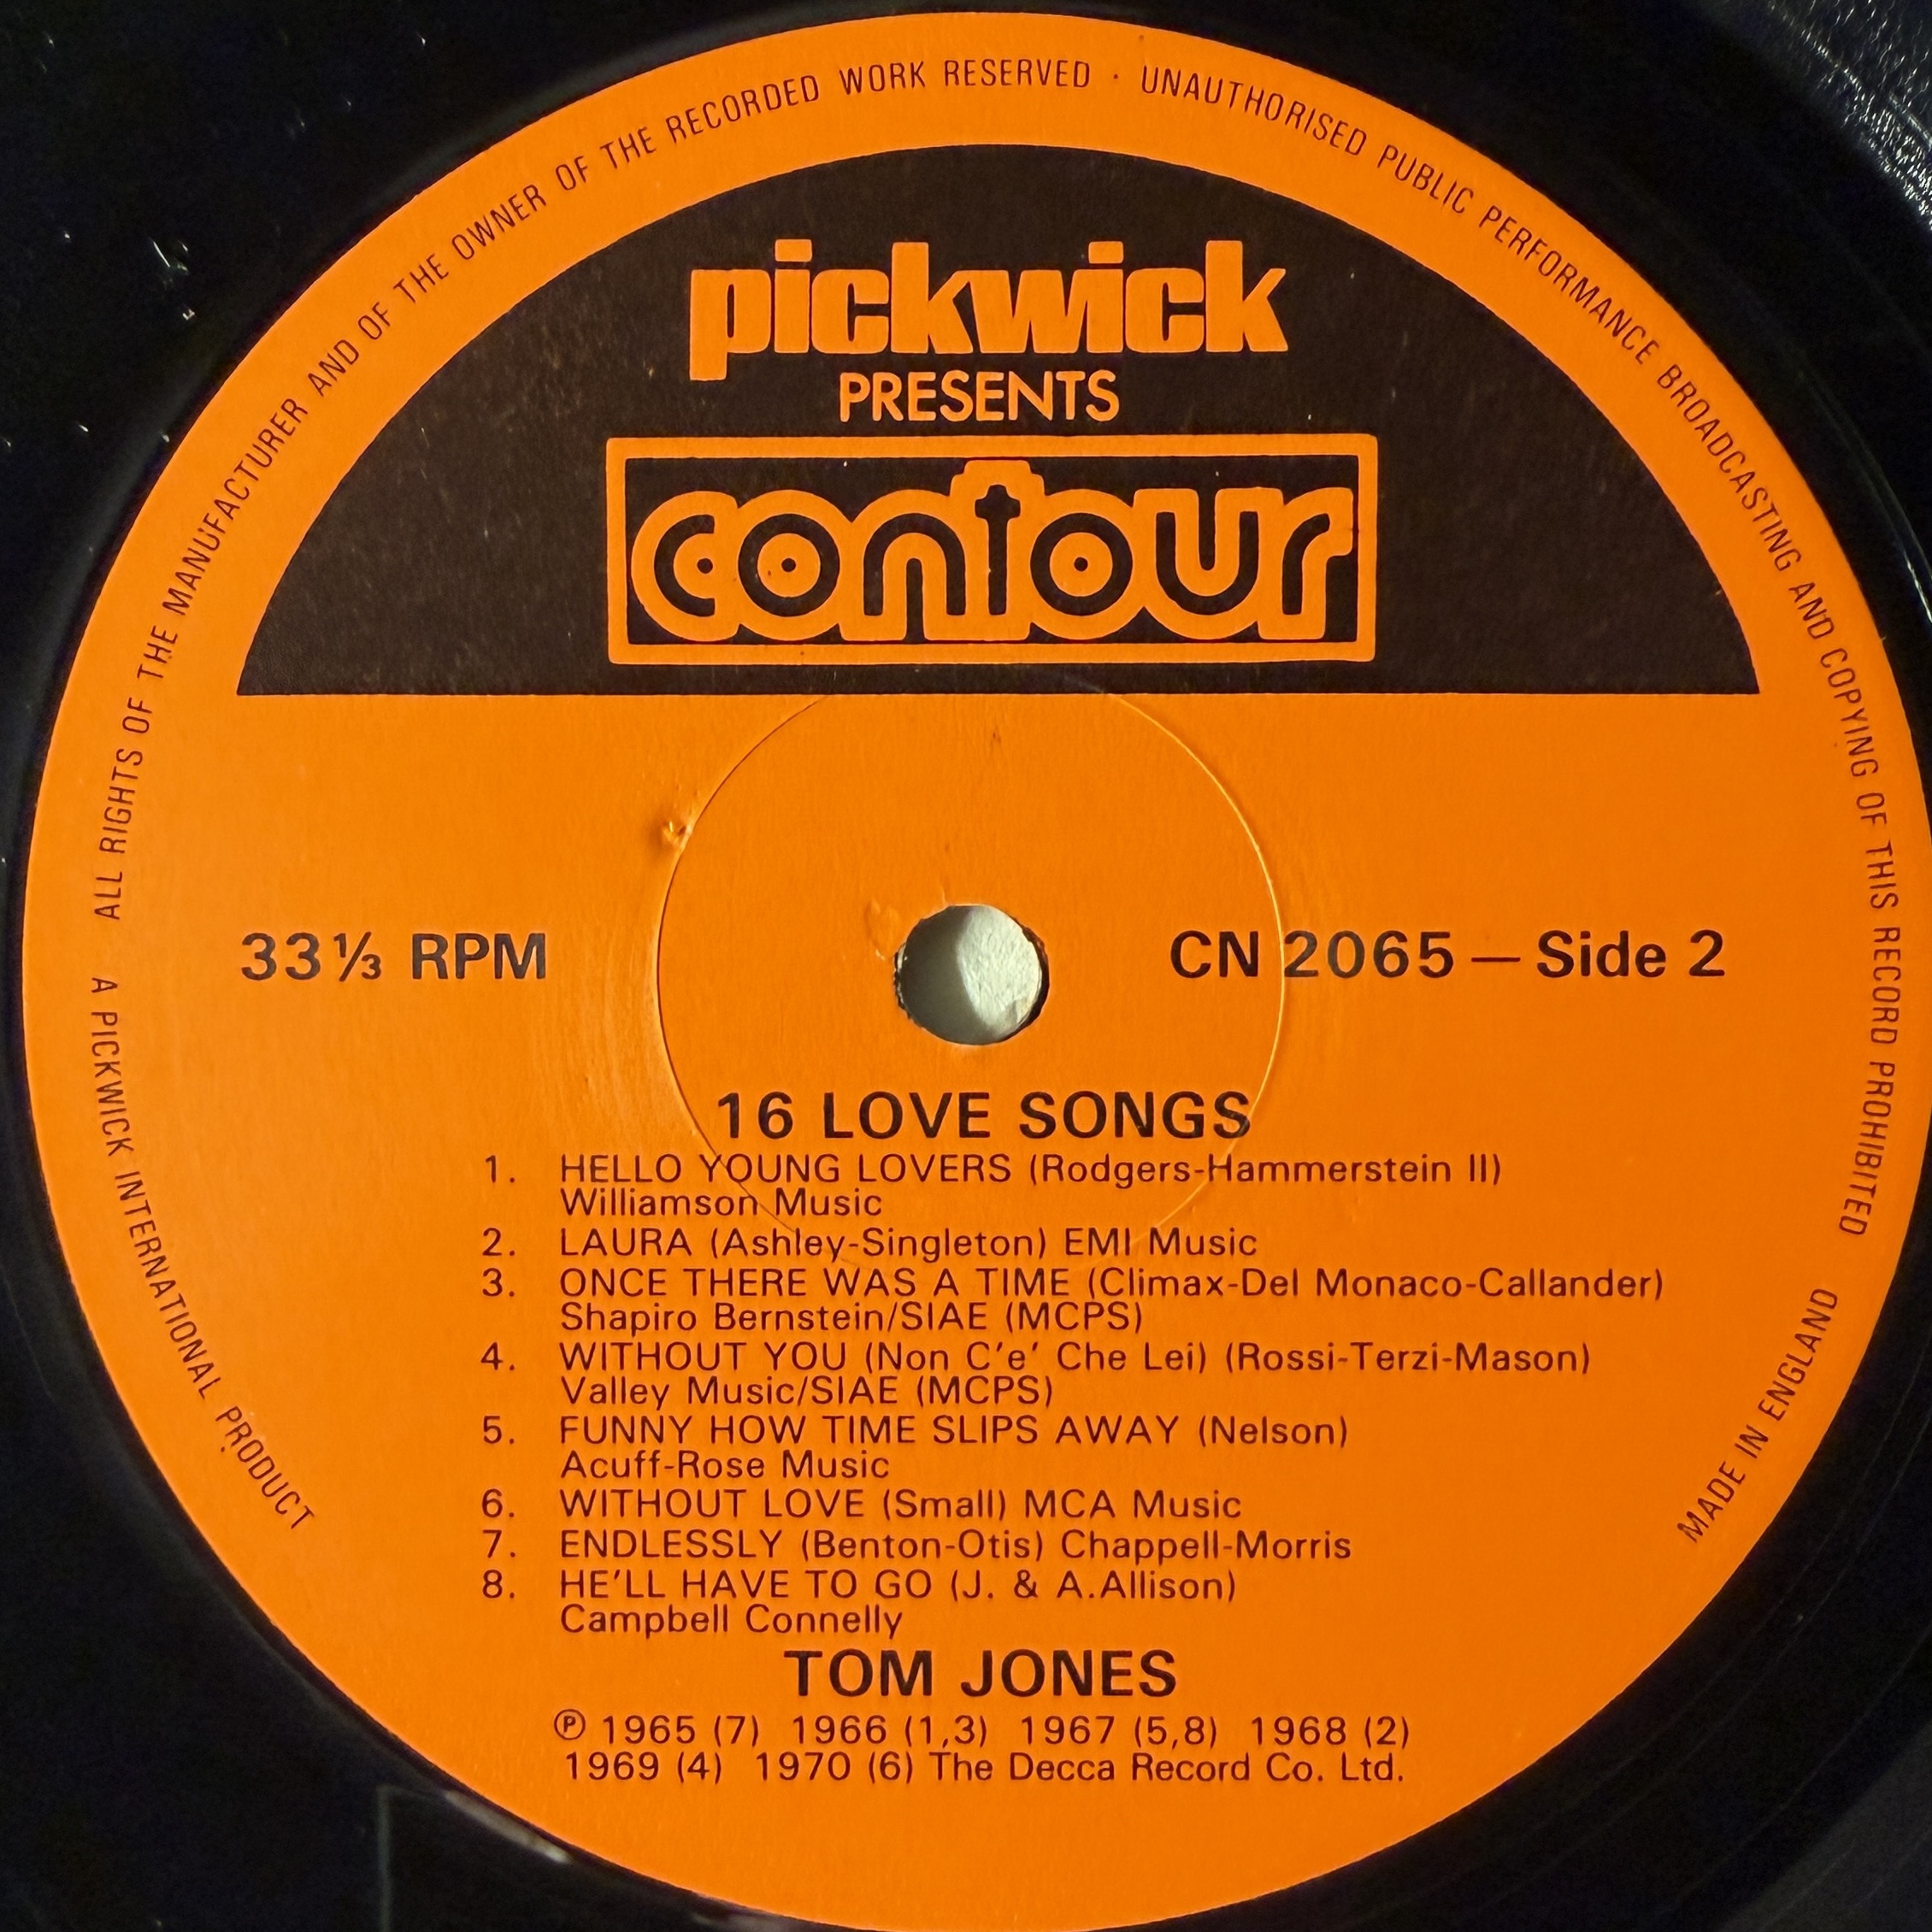 A PICKWICK INTERNATIONAL PRODUCT
ALL RIGHTS OF THE MANUFACTURER AND OF THE OWNER OF THE RECORDED WORK RESERVED · UNAUTHORISED PUBLIC PERFORMANCE BROADCASTING AND COPYING OF THIS RECORD PROHIBITED
MADE IN ENGLAND
pickwick
PRESENTS
contour
33 ⅓ RPM
CN 2065 — Side 2
16 LOVE SONGS
1. HELLO YOUNG LOVERS (Rodgers-Hammerstein II)
Williamson Music
2. LAURA (Ashley-Singleton) EMI Music
3. ONCE THERE WAS A TIME (Climax-Del Monaco-Callander)
Shapiro Bernstein/SIAE (MCPS)
4. WITHOUT YOU (Non C'e' Che Lei) (Rossi-Terzi-Mason)
Valley Music/SIAE (MCPS)
5. FUNNY HOW TIME SLIPS AWAY (Nelson)
Acuff-Rose Music
6. WITHOUT LOVE (Small) MCA Music
7. ENDLESSLY (Benton-Otis) Chappell-Morris
8. HE'LL HAVE TO GO (J. & A.Allison)
Campbell Connelly
TOM JONES
Ⓟ 1965 (7) 1966 (1,3) 1967 (5,8) 1968 (2)
1969 (4) 1970 (6) The Decca Record Co. Ltd.